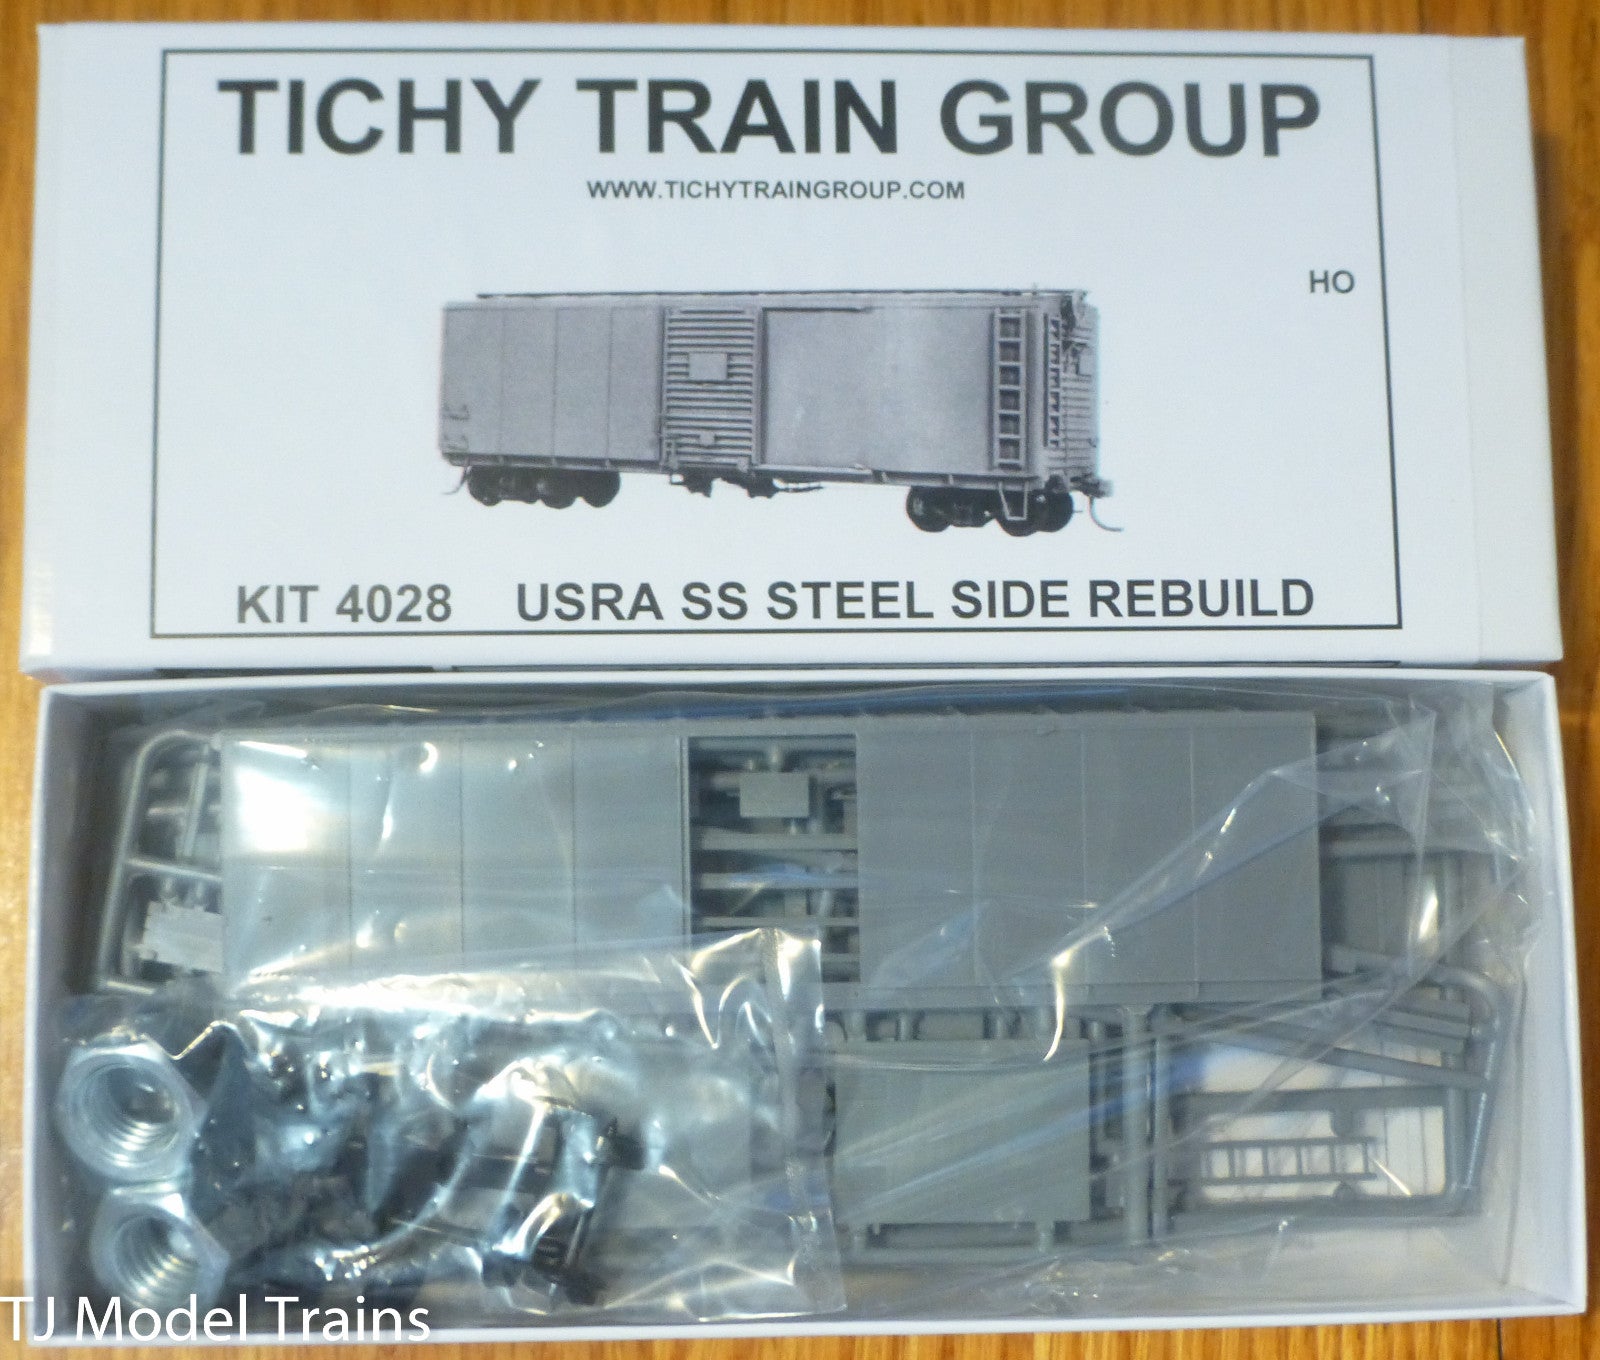 TICHY TRAIN GROUP
WWW.TICHYTRAINGROUP.COM
HO
KIT 4028 USRA SS STEEL SIDE REBUILD
TJ Model Trains